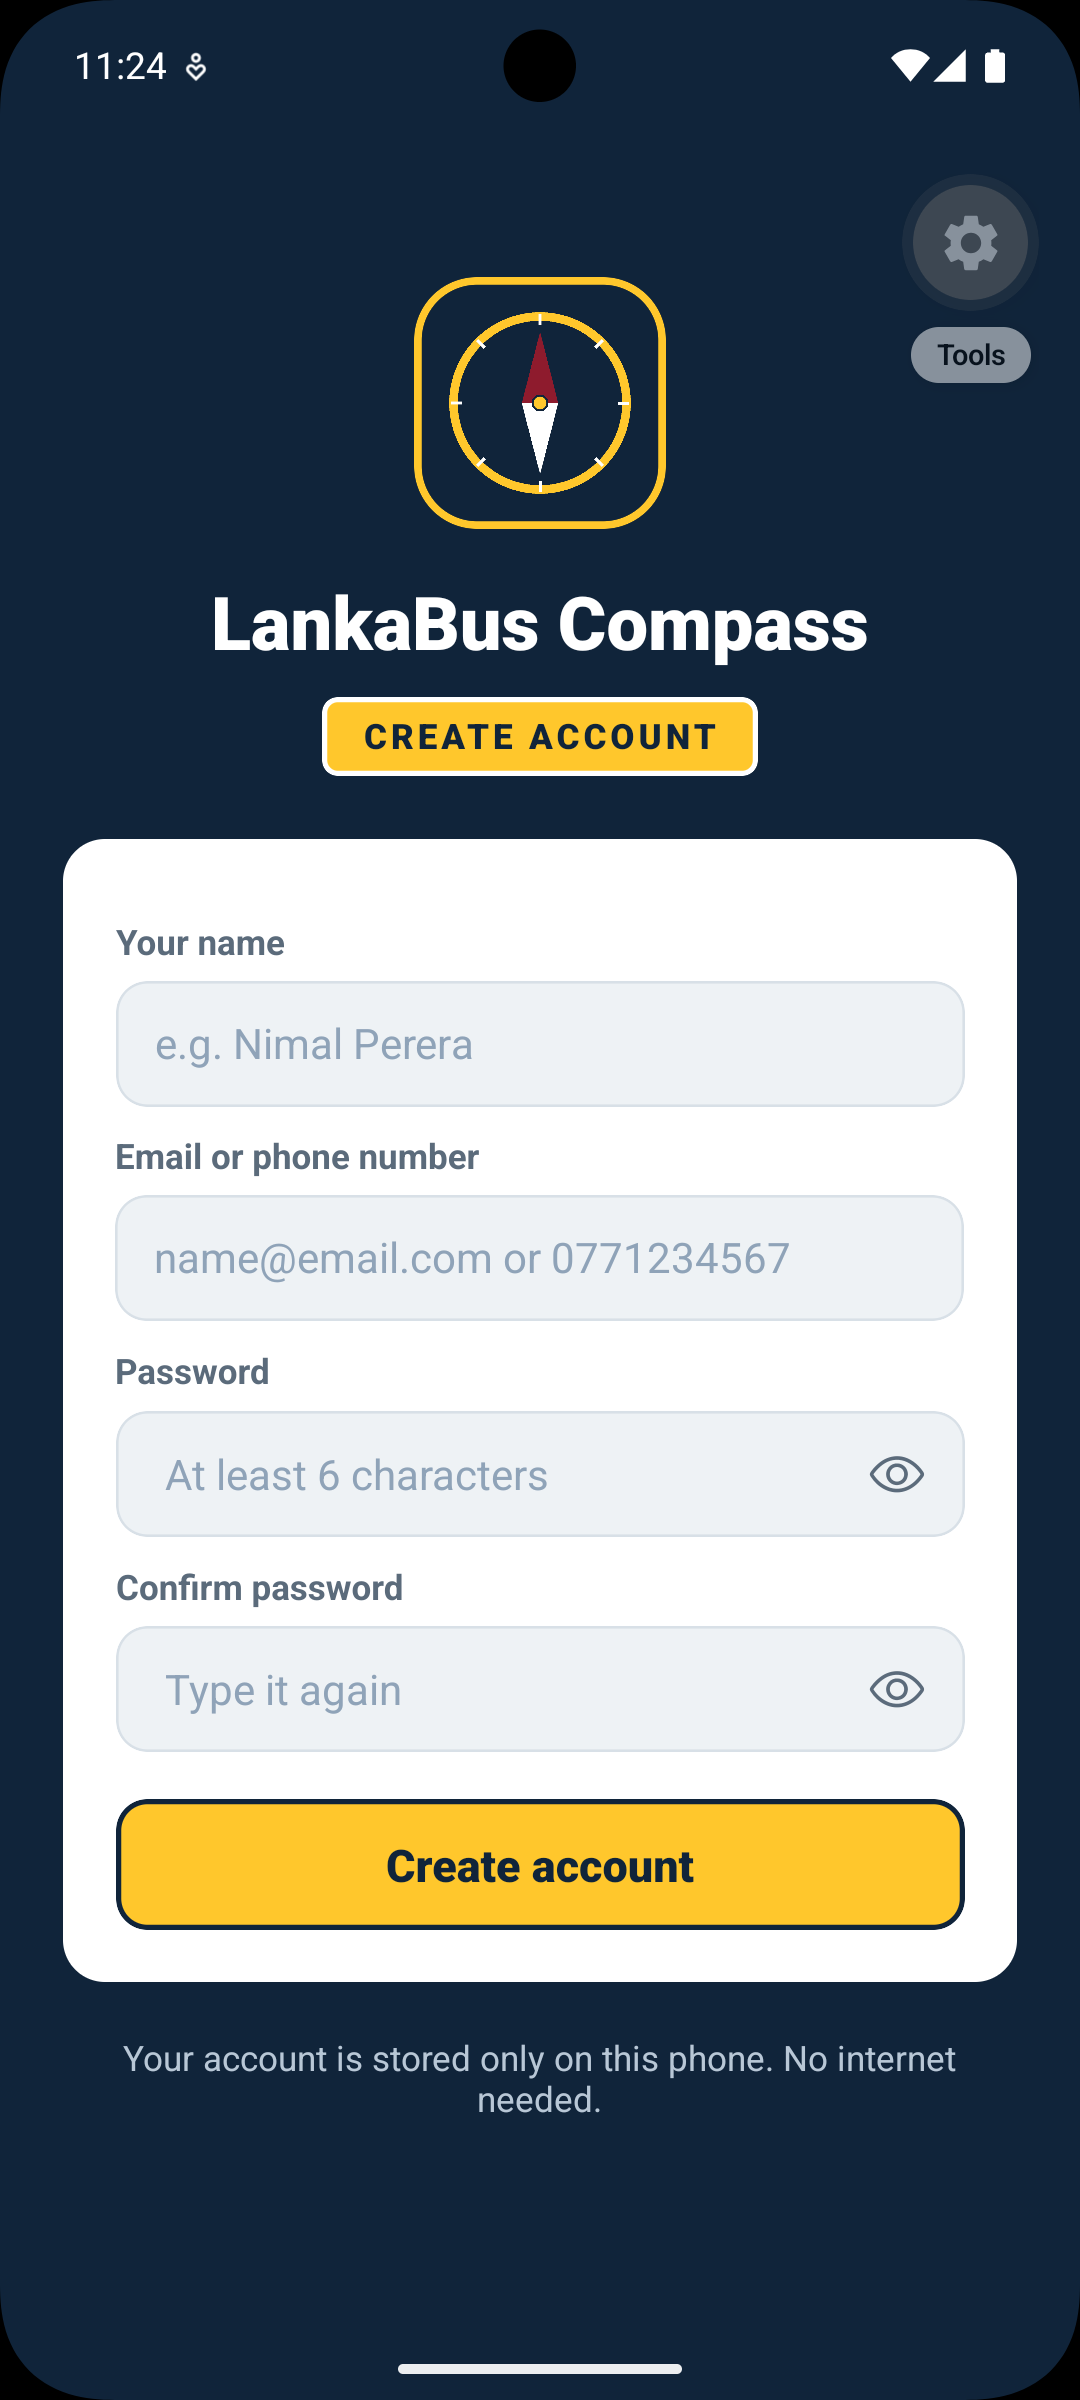 11:24
Tools
LankaBus Compass
CREATE ACCOUNT
Your name
e.g. Nimal Perera
Email or phone number
name@email.com or 0771234567
Password
At least 6 characters
Confirm password
Type it again
Create account
Your account is stored only on this phone. No internet
needed.